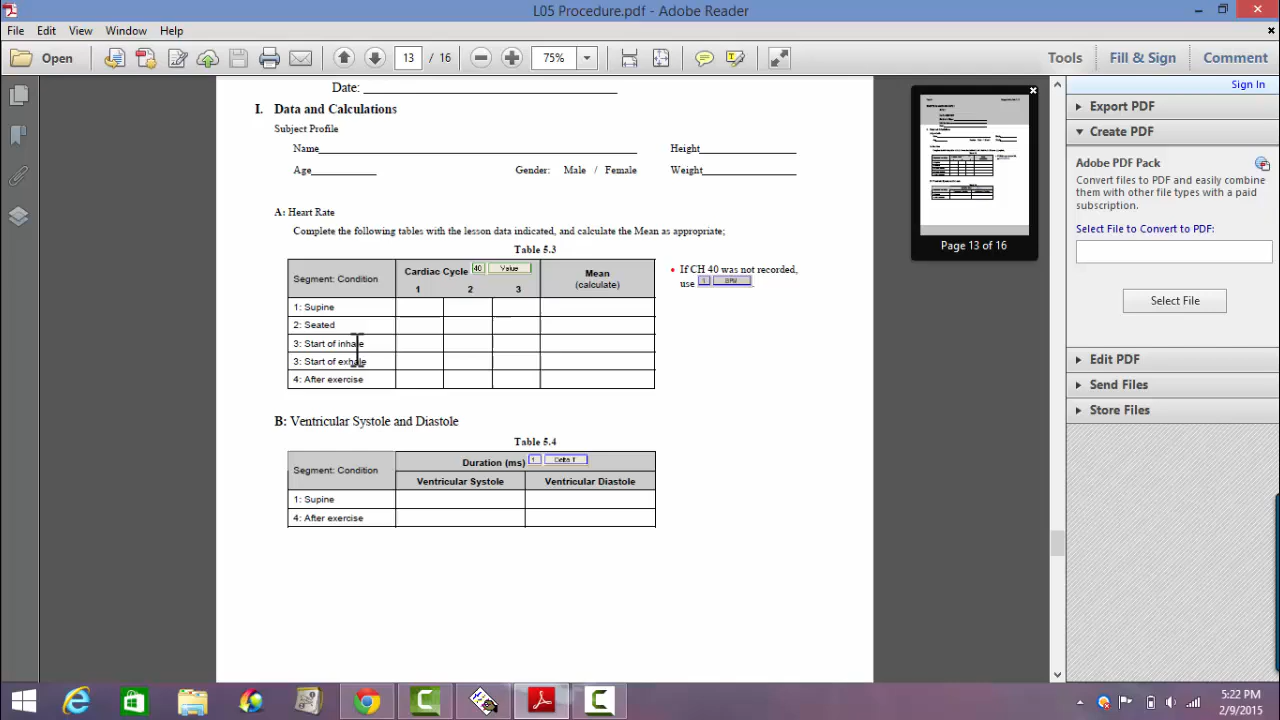 L05 Procedure.pdf - Adobe Reader
File Edit View Window Help
Open 13 / 16 75% Tools Fill & Sign Comment
Sign In
Date:
I. Data and Calculations
Subject Profile
Name Height
Age Gender: Male / Female Weight
A: Heart Rate
Complete the following tables with the lesson data indicated, and calculate the Mean as appropriate;
Table 5.3
Segment: Condition Cardiac Cycle 40 Value Mean
(calculate)
1 2 3
1: Supine
2: Seated
3: Start of inhale
3: Start of exhale
4: After exercise
• If CH 40 was not recorded,
use 1 BPM .
B: Ventricular Systole and Diastole
Table 5.4
Segment: Condition Duration (ms) 1 Delta T
Ventricular Systole Ventricular Diastole
1: Supine
4: After exercise
Page 13 of 16
Export PDF
Create PDF
Adobe PDF Pack
Convert files to PDF and easily combine
them with other file types with a paid
subscription.
Select File to Convert to PDF:
Select File
Edit PDF
Send Files
Store Files
5:22 PM
2/9/2015